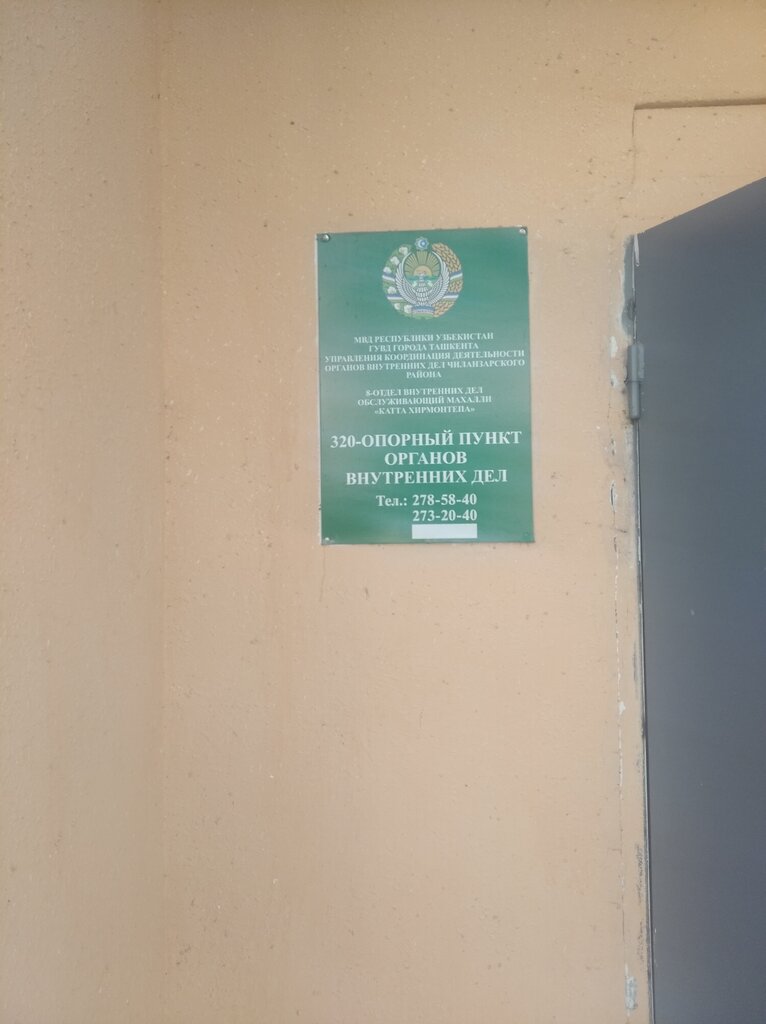 МВД РЕСПУБЛИКИ УЗБЕКИСТАН
ГУВД ГОРОДА ТАШКЕНТА
УПРАВЛЕНИЯ КООРДИНАЦИЯ ДЕЯТЕЛЬНОСТИ
ОРГАНОВ ВНУТРЕННИХ ДЕЛ ЧИЛАНЗАРСКОГО
РАЙОНА
8-ОТДЕЛ ВНУТРЕННИХ ДЕЛ
ОБСЛУЖИВАЮЩИЙ МАХАЛЛИ
«КАТТА ХИРМОНТЕПА»
320-ОПОРНЫЙ ПУНКТ
ОРГАНОВ
ВНУТРЕННИХ ДЕЛ
Тел.: 278-58-40
273-20-40